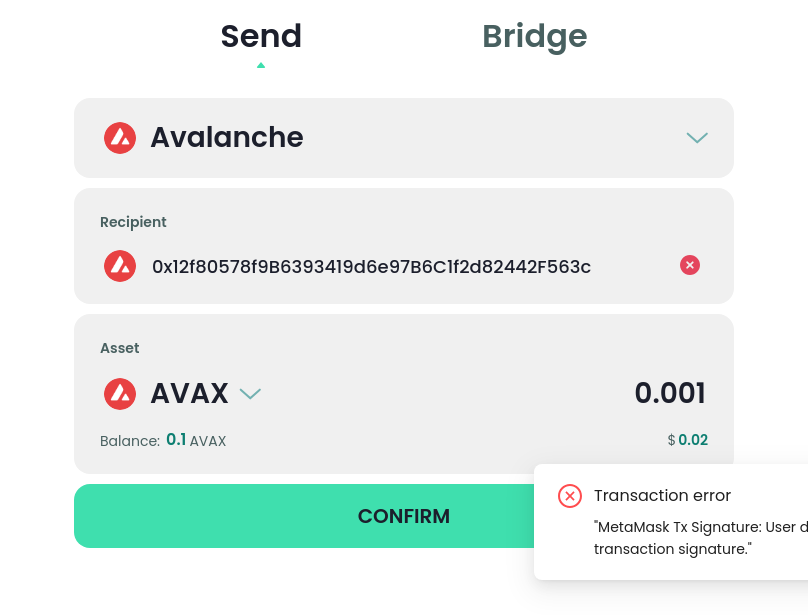 Send Bridge
Avalanche
Recipient
0x12f80578f9B6393419d6e97B6C1f2d82442F563c
Asset
AVAX 0.001
Balance: 0.1 AVAX $0.02
CONFIRM
Transaction error
"MetaMask Tx Signature: User d
transaction signature."